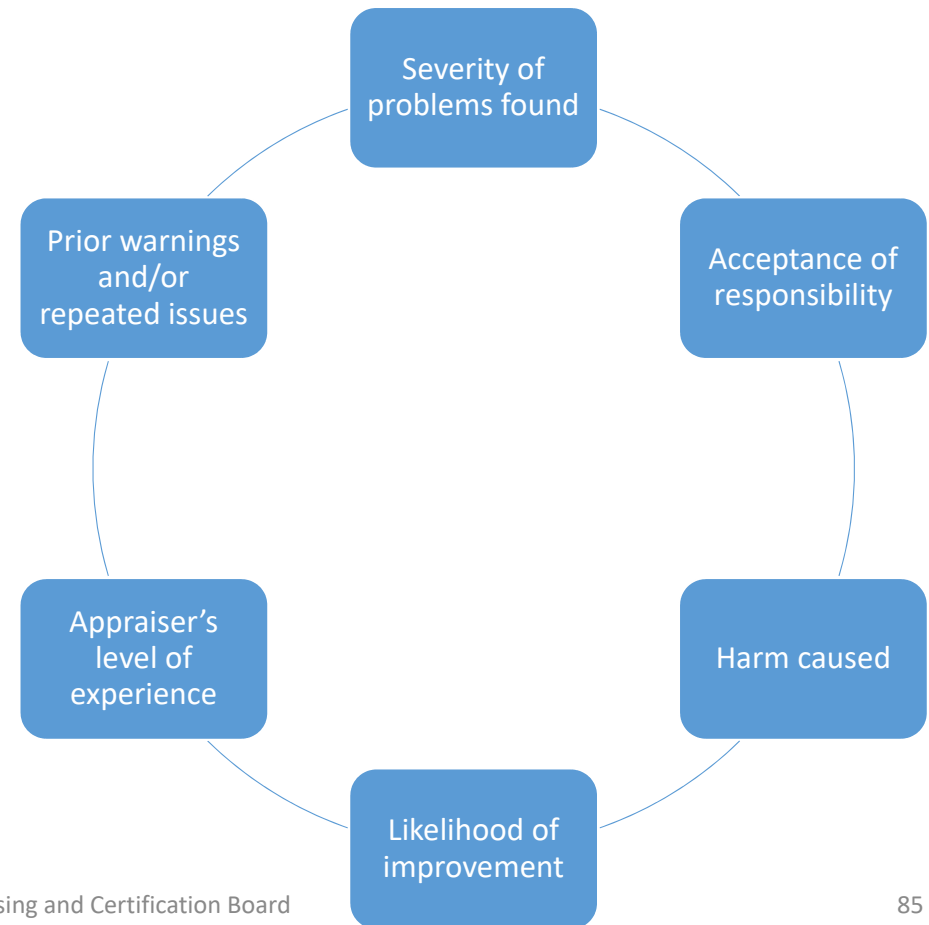 Severity of
problems found
Acceptance of
responsibility
Harm caused
Likelihood of
improvement
Appraiser’s
level of
experience
Prior warnings
and/or
repeated issues
sing and Certification Board
85